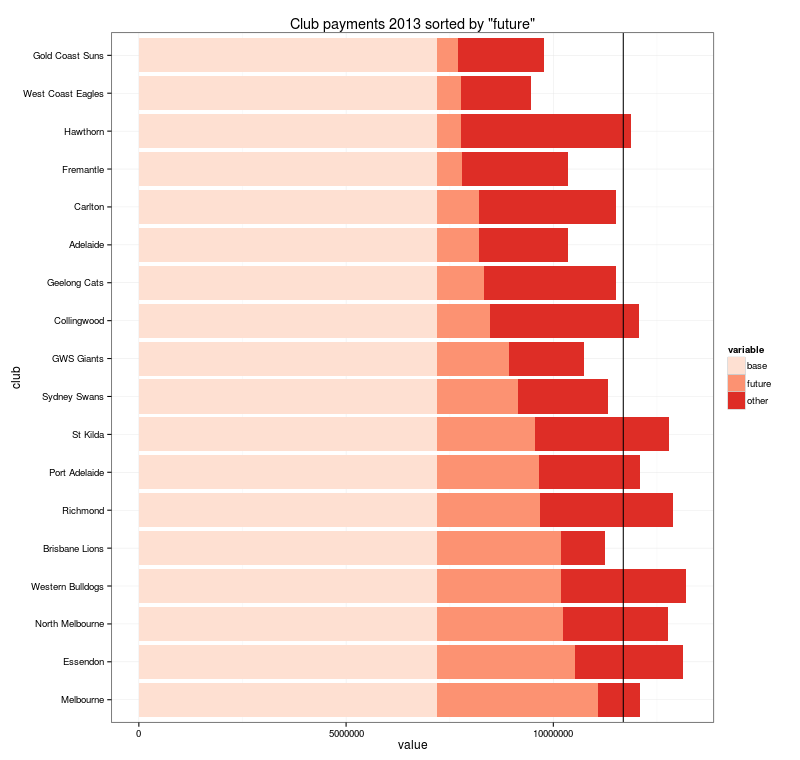 Club payments 2013 sorted by "future"
Gold Coast Suns
West Coast Eagles
Hawthorn
Fremantle
Carlton
Adelaide
Geelong Cats
Collingwood
GWS Giants
Sydney Swans
St Kilda
Port Adelaide
Richmond
Brisbane Lions
Western Bulldogs
North Melbourne
Essendon
Melbourne
club
0
5000000
10000000
value
variable
base
future
other